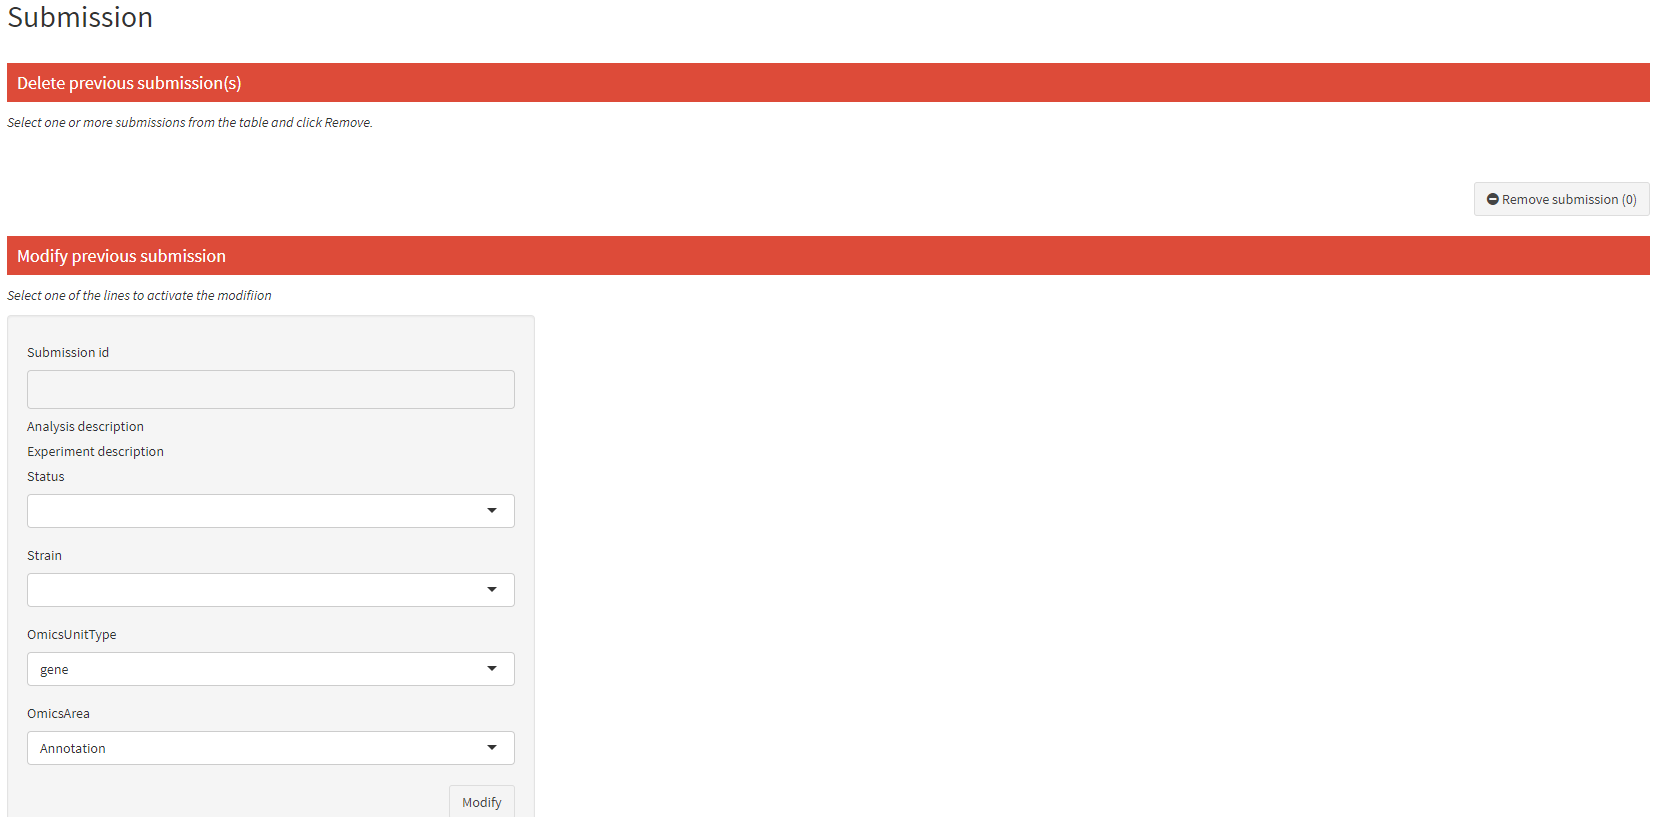 Submission
Delete previous submission(s)
Select one or more submissions from the table and click Remove.
Remove submission (0)
Modify previous submission
Select one of the lines to activate the modifiion
Submission id
Analysis description
Experiment description
Status
Strain
OmicsUnitType
gene
OmicsArea
Annotation
Modify